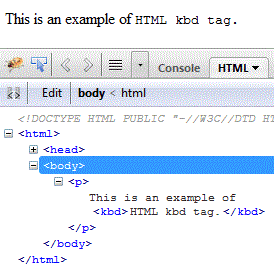 This is an example of HTML kbd tag.
Console HTML
Edit body < html
<!DOCTYPE HTML PUBLIC "-//W3C//DTD HT
<html>
<head>
<body>
<p>
This is an example of
<kbd>HTML kbd tag.</kbd>
</p>
</body>
</html>